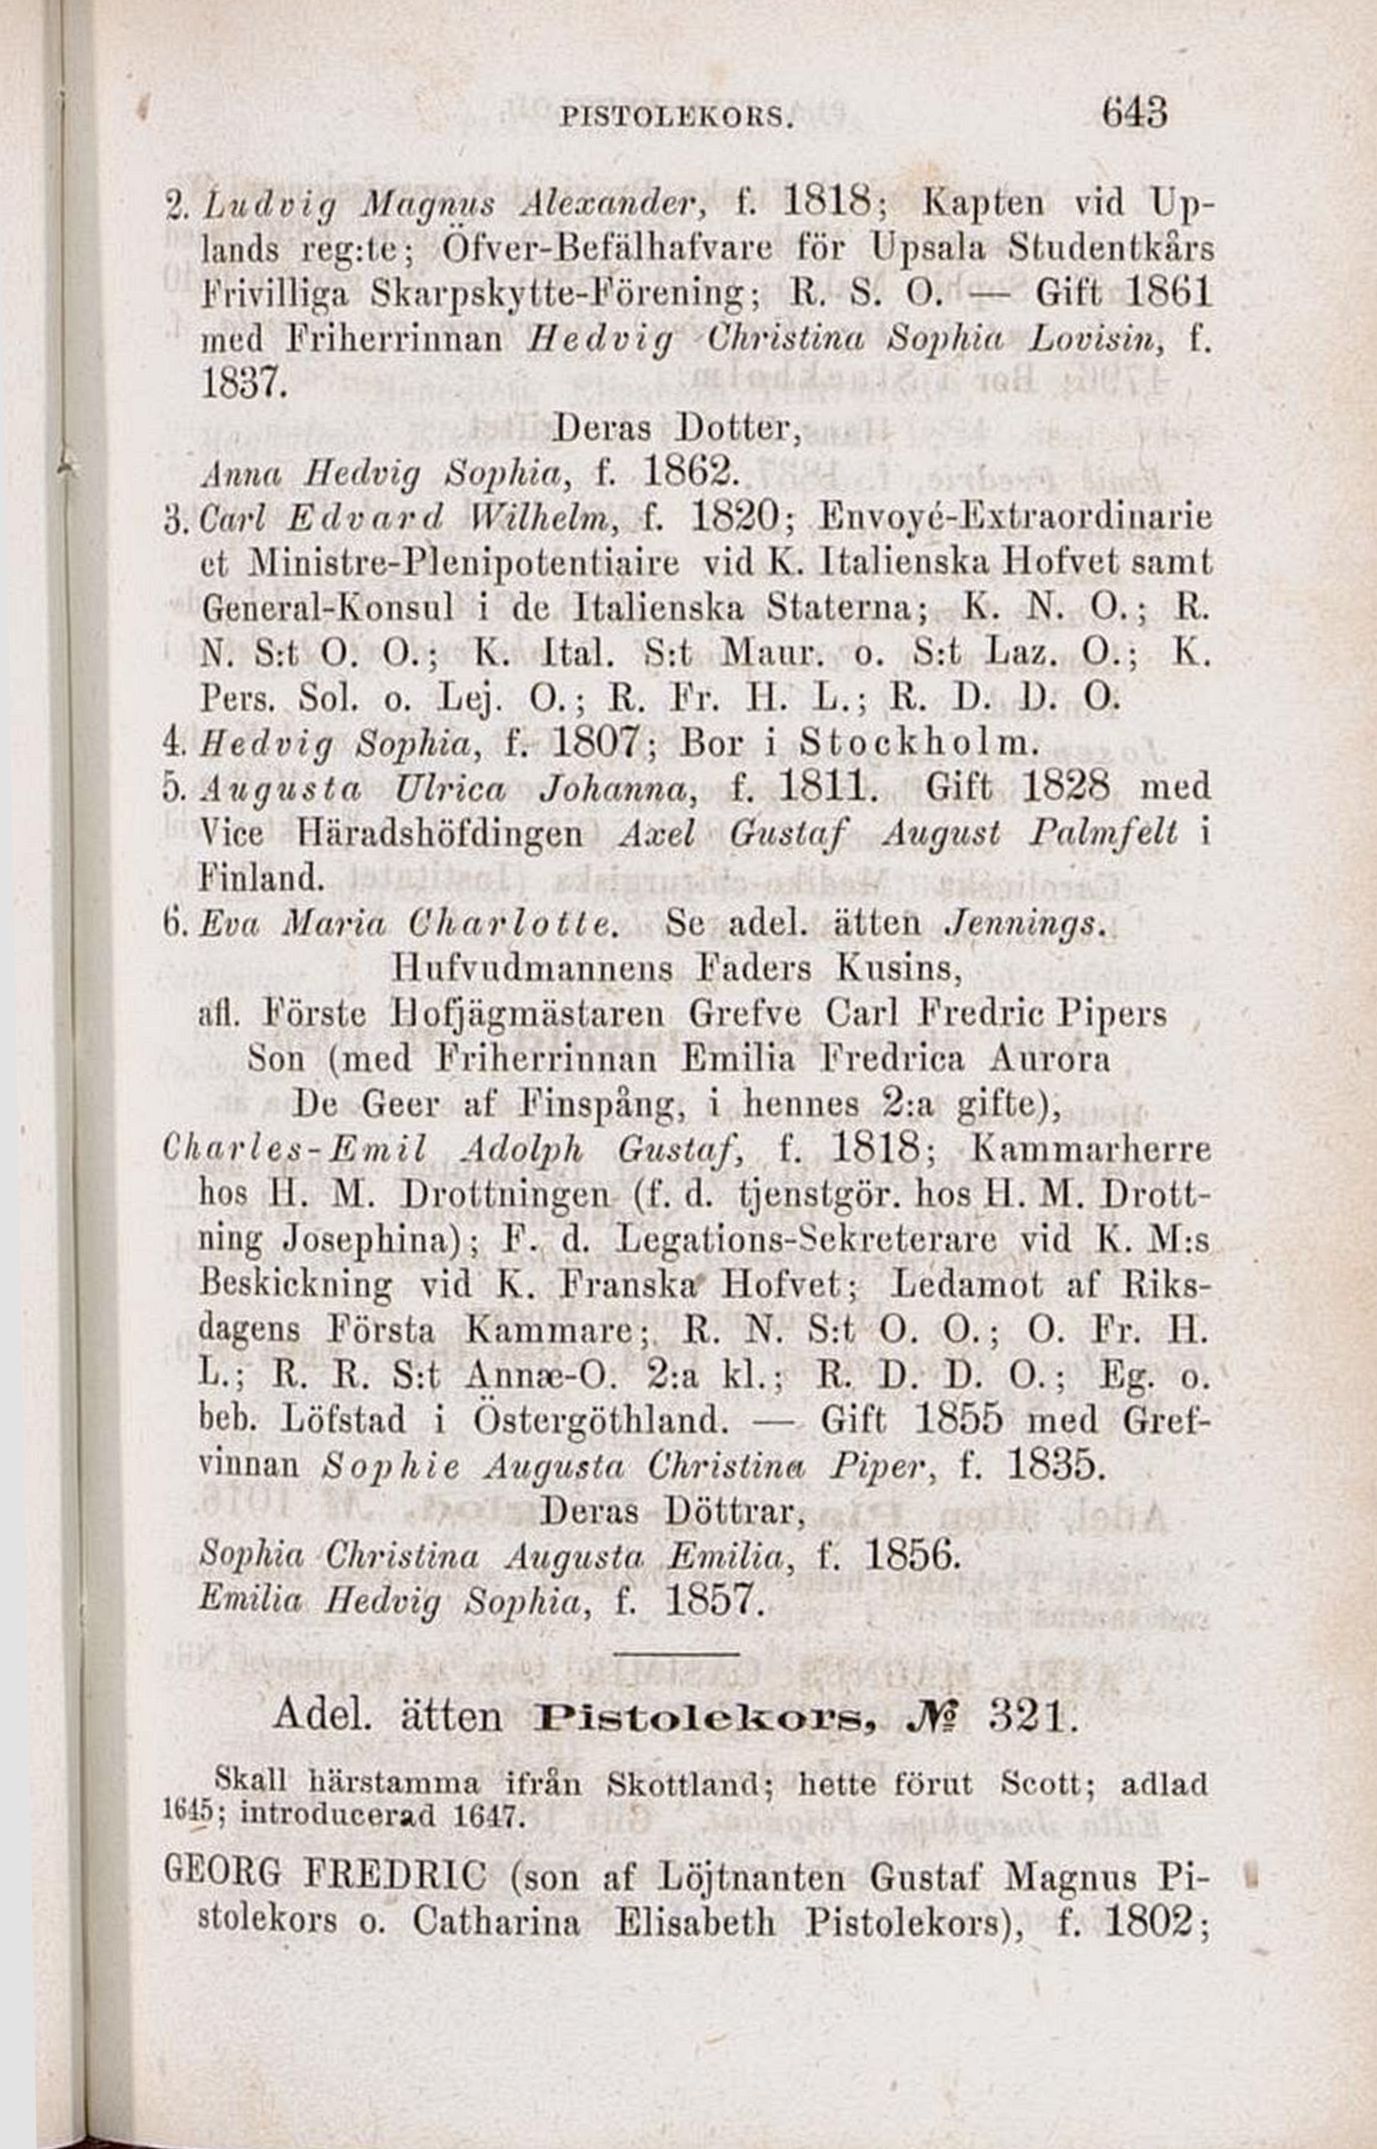 PISTOLEKORS. 643
2. Ludvig Magnus Alexander, f. 1818; Kapten vid Up-
lands reg:te; Öfver-Befälhafvare för Upsala Studentkårs
Frivilliga Skarpskytte-Förening; R. S. O. — Gift 1861
med Friherrinnan Hedvig Christina Sophia Lovisin, f.
1837.
Deras Dotter,
Anna Hedvig Sophia, f. 1862.
3. Carl Edvard Wilhelm, f. 1820; Envoyé-Extraordinarie
et Ministre-Plenipotentiaire vid K. Italienska Hofvet samt
General-Konsul i de Italienska Staterna; K. N. O.; R.
N. S:t O. O.; K. Ital. S:t Maur. o. S:t Laz. O.; K.
Pers. Sol. o. Lej. O.; R. Fr. H. L.; R. D. D. O.
4. Hedvig Sophia, f. 1807; Bor i Stockholm.
5. Augusta Ulrica Johanna, f. 1811. Gift 1828 med
Vice Häradshöfdingen Axel Gustaf August Palmfelt i
Finland.
6. Eva Maria Charlotte. Se adel. ätten Jennings.
Hufvudmannens Faders Kusins,
afl. Förste Hofjägmästaren Grefve Carl Fredric Pipers
Son (med Friherrinnan Emilia Fredrica Aurora
De Geer af Finspång, i hennes 2:a gifte),
Charles-Emil Adolph Gustaf, f. 1818; Kammarherre
hos H. M. Drottningen (f. d. tjenstgör. hos H. M. Drott-
ning Josephina); F. d. Legations-Sekreterare vid K. M:s
Beskickning vid K. Franska Hofvet; Ledamot af Riks-
dagens Första Kammare; R. N. S:t O. O.; O. Fr. H.
L.; R. R. S:t Annæ-O. 2:a kl.; R. D. D. O.; Eg. o.
beb. Löfstad i Östergöthland. — Gift 1855 med Gref-
vinnan Sophie Augusta Christina Piper, f. 1835.
Deras Döttrar,
Sophia Christina Augusta Emilia, f. 1856.
Emilia Hedvig Sophia, f. 1857.
Adel. ätten Pistolekors, № 321.
Skall härstamma ifrån Skottland; hette förut Scott; adlad
1645; introducerad 1647.
GEORG FREDRIC (son af Löjtnanten Gustaf Magnus Pi-
stolekors o. Catharina Elisabeth Pistolekors), f. 1802;